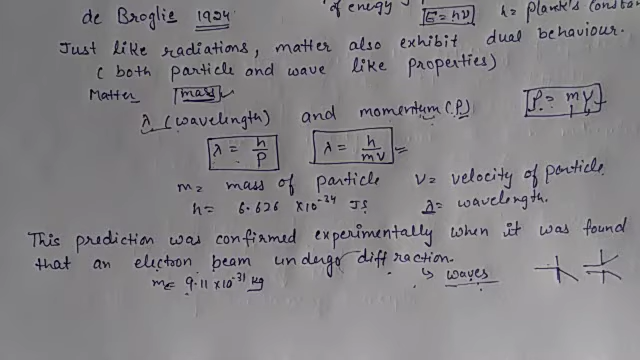 of energy
de Broglie 1924 E = hν h = Planck's Constan
Just like radiations, matter also exhibit dual behaviour.
( both particle and wave like properties)
Matter mass
λ (wavelength) and momentum (P) P = mv
λ = h/P λ = h/mv =
m = mass of particle v = velocity of particle
h = 6.626 × 10⁻³⁴ JS λ = wavelength.
This prediction was confirmed experimentally when it was found
that an electron beam undergo diffraction.
me = 9.11 × 10⁻³¹ kg ↳ waves